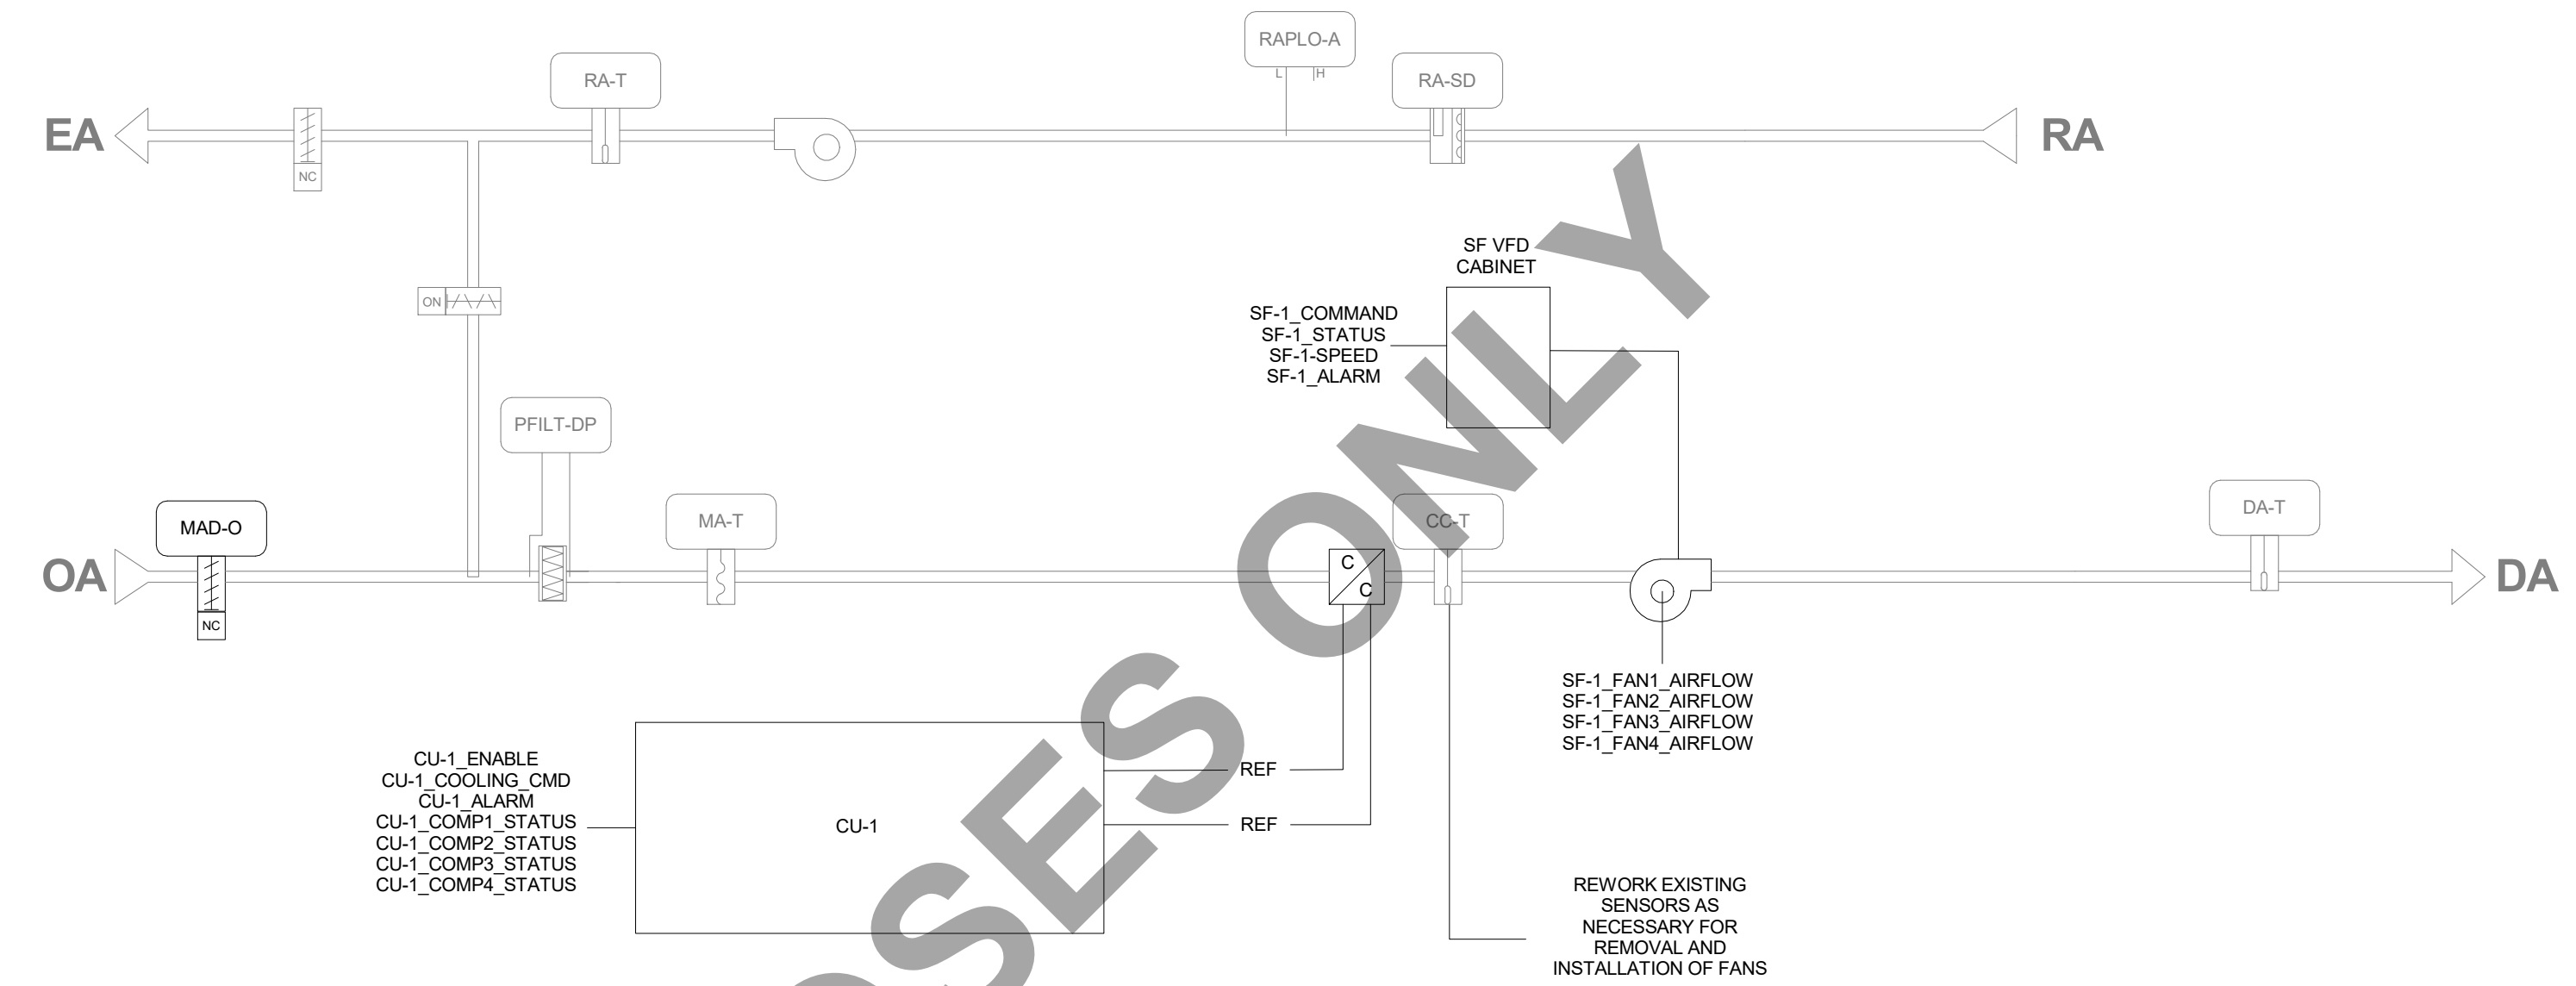 RAPLO-A
L H
RA-T
RA-SD
EA
RA
NC
SF VFD
CABINET
ON
SF-1_COMMAND
SF-1_STATUS
SF-1-SPEED
SF-1_ALARM
PFILT-DP
MAD-O
MA-T
CC-T
DA-T
OA
C
C
DA
NC
SF-1_FAN1_AIRFLOW
SF-1_FAN2_AIRFLOW
SF-1_FAN3_AIRFLOW
SF-1_FAN4_AIRFLOW
CU-1_ENABLE
CU-1_COOLING_CMD
CU-1_ALARM
CU-1_COMP1_STATUS
CU-1_COMP2_STATUS
CU-1_COMP3_STATUS
CU-1_COMP4_STATUS
CU-1
REF
REF
REWORK EXISTING
SENSORS AS
NECESSARY FOR
REMOVAL AND
INSTALLATION OF FANS
OSES ONLY